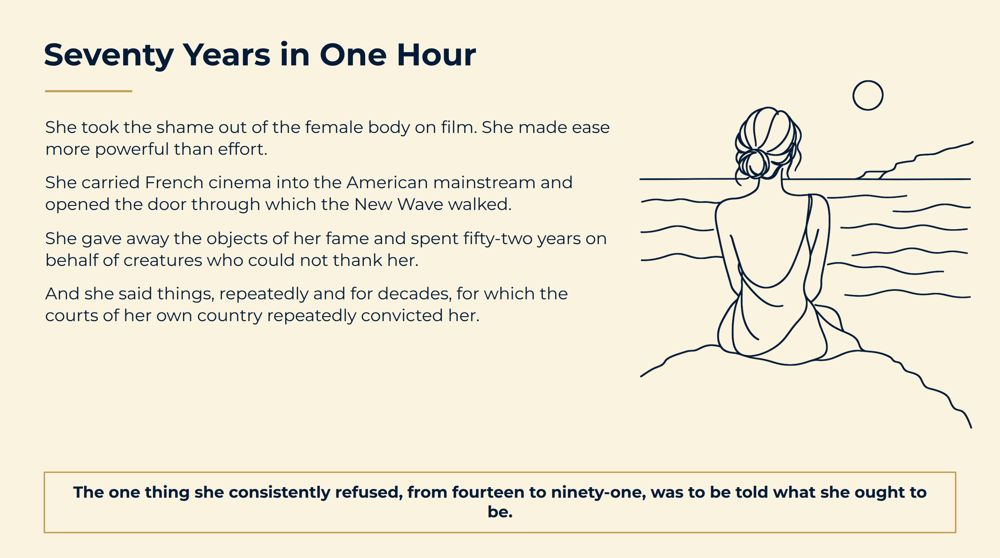 Seventy Years in One Hour
She took the shame out of the female body on film. She made ease
more powerful than effort.
She carried French cinema into the American mainstream and
opened the door through which the New Wave walked.
She gave away the objects of her fame and spent fifty-two years on
behalf of creatures who could not thank her.
And she said things, repeatedly and for decades, for which the
courts of her own country repeatedly convicted her.
The one thing she consistently refused, from fourteen to ninety-one, was to be told what she ought to
be.